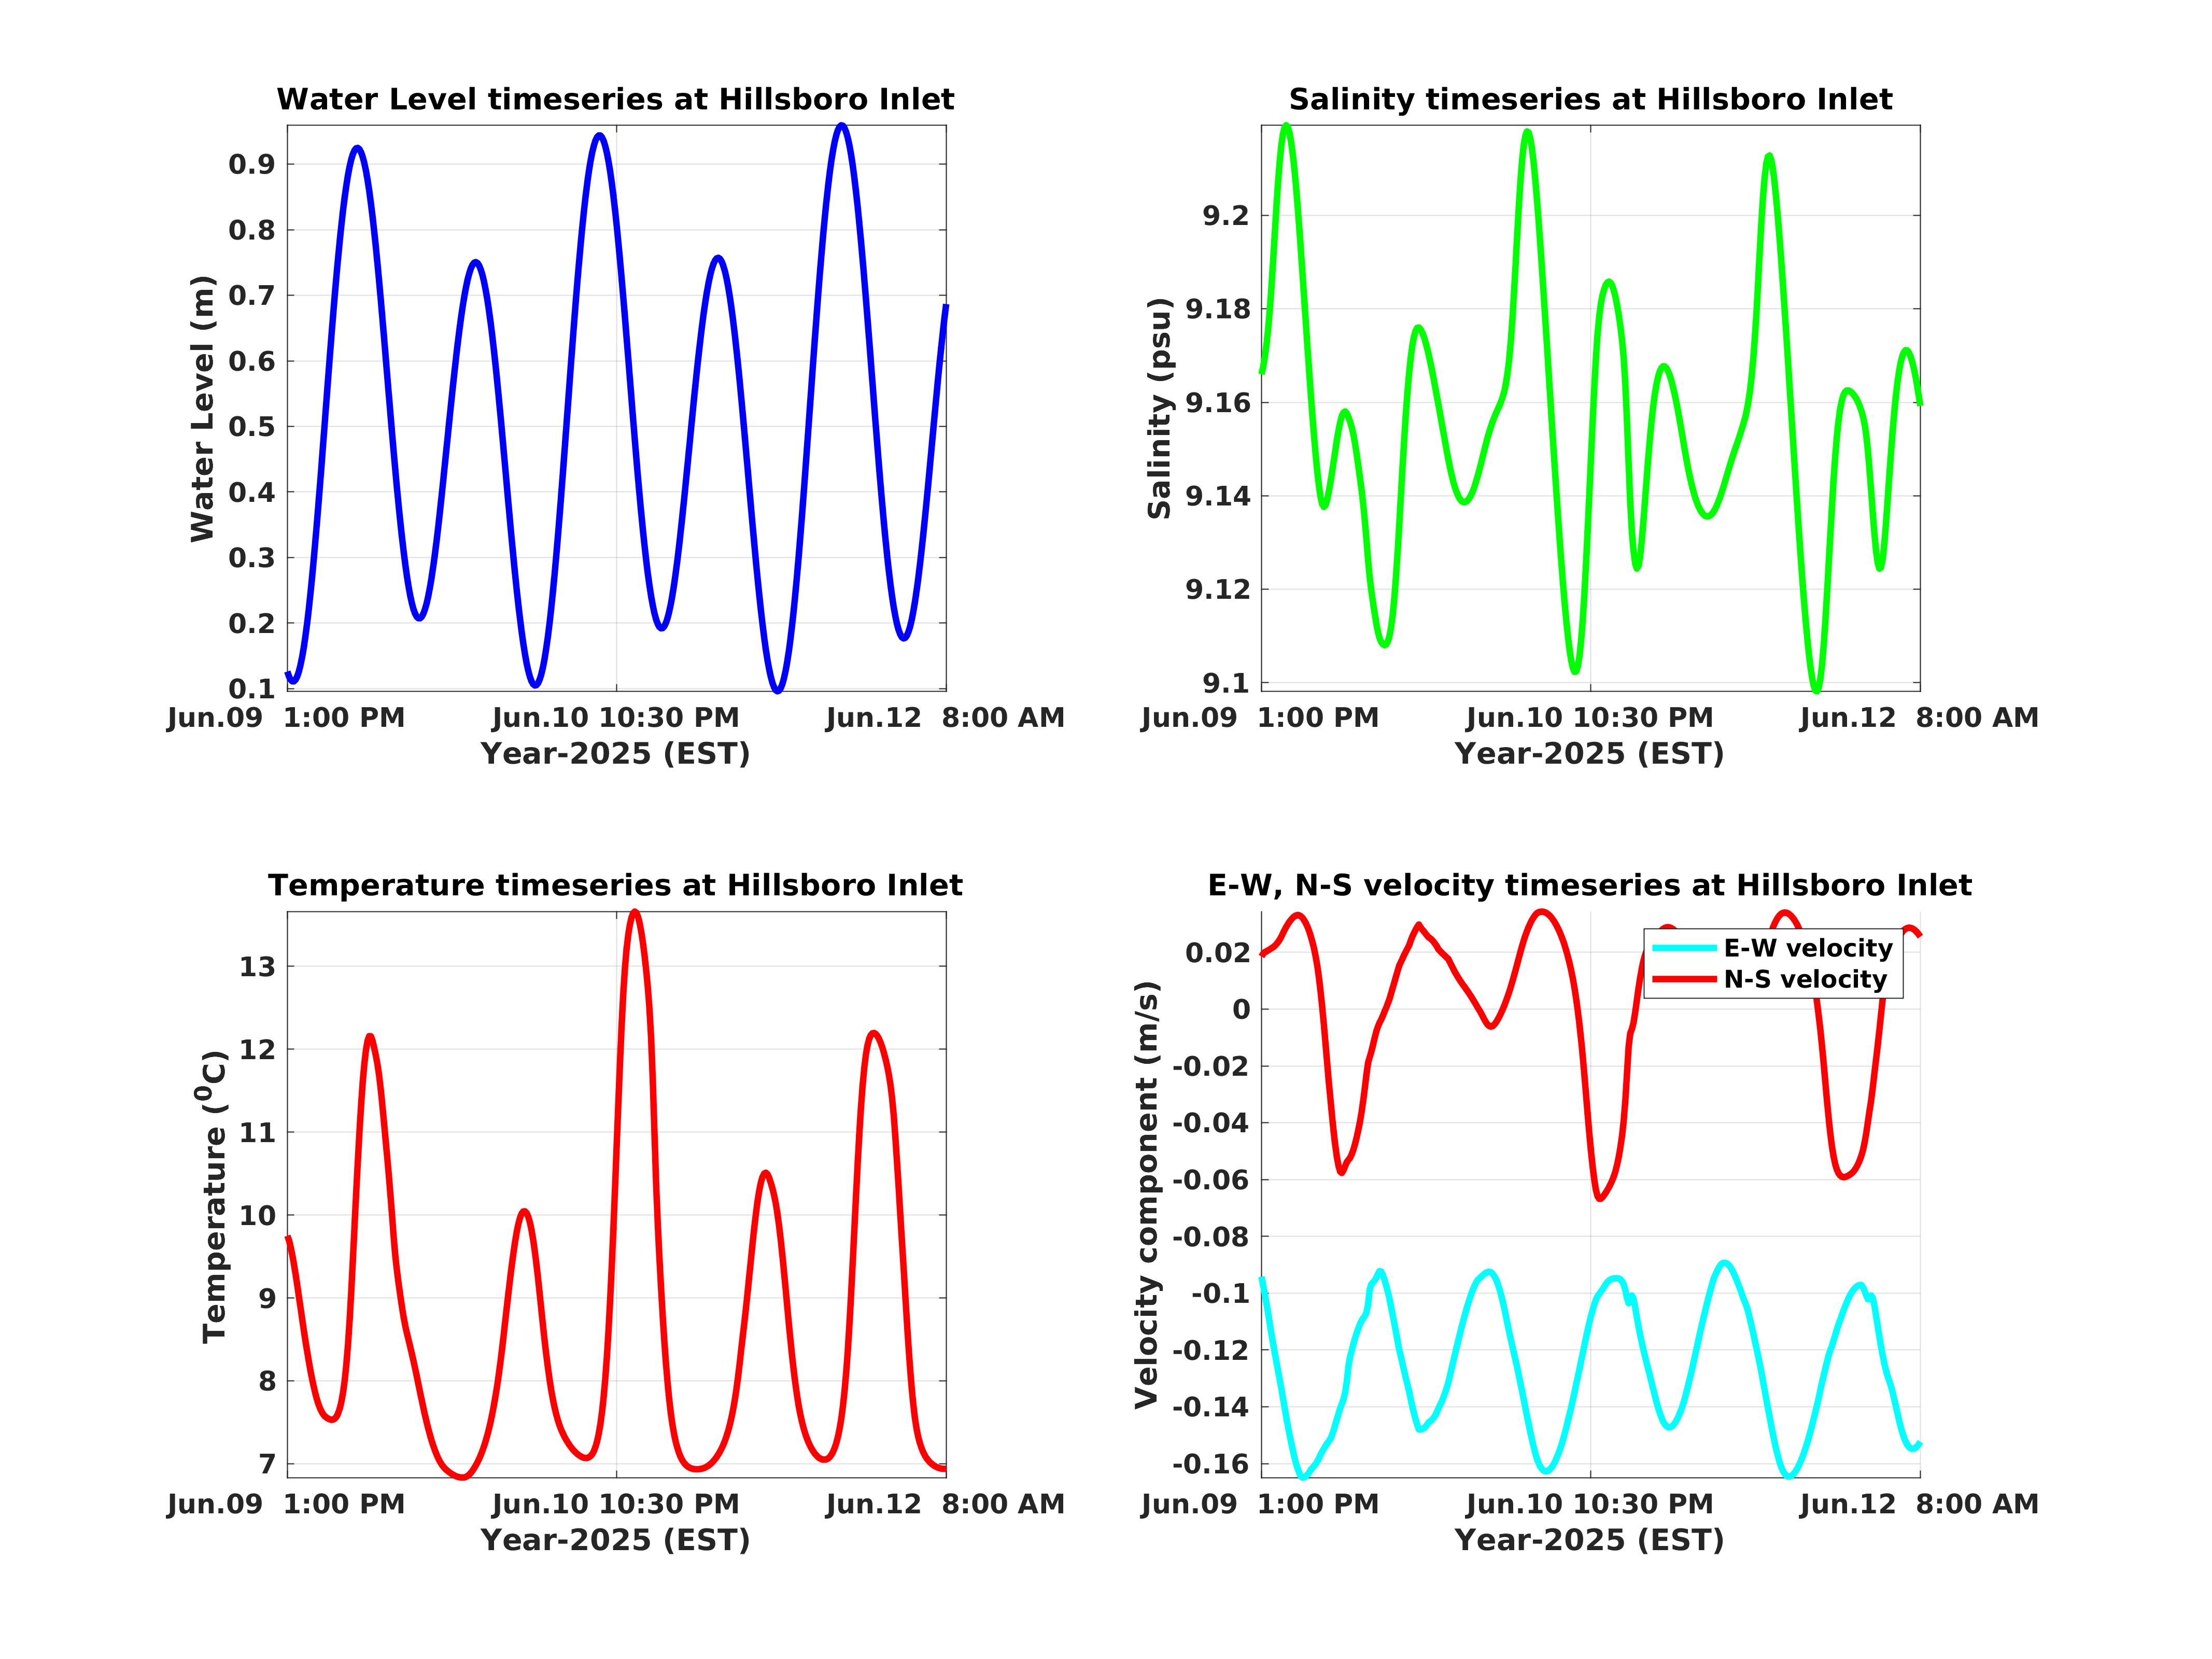 Water Level timeseries at Hillsboro Inlet
Water Level (m)
0.9
0.8
0.7
0.6
0.5
0.4
0.3
0.2
0.1
Jun.09 1:00 PM
Jun.10 10:30 PM
Jun.12 8:00 AM
Year-2025 (EST)
Salinity timeseries at Hillsboro Inlet
Salinity (psu)
9.2
9.18
9.16
9.14
9.12
9.1
Jun.09 1:00 PM
Jun.10 10:30 PM
Jun.12 8:00 AM
Year-2025 (EST)
Temperature timeseries at Hillsboro Inlet
Temperature (⁰C)
13
12
11
10
9
8
7
Jun.09 1:00 PM
Jun.10 10:30 PM
Jun.12 8:00 AM
Year-2025 (EST)
E-W, N-S velocity timeseries at Hillsboro Inlet
Velocity component (m/s)
0.02
0
-0.02
-0.04
-0.06
-0.08
-0.1
-0.12
-0.14
-0.16
E-W velocity
N-S velocity
Jun.09 1:00 PM
Jun.10 10:30 PM
Jun.12 8:00 AM
Year-2025 (EST)